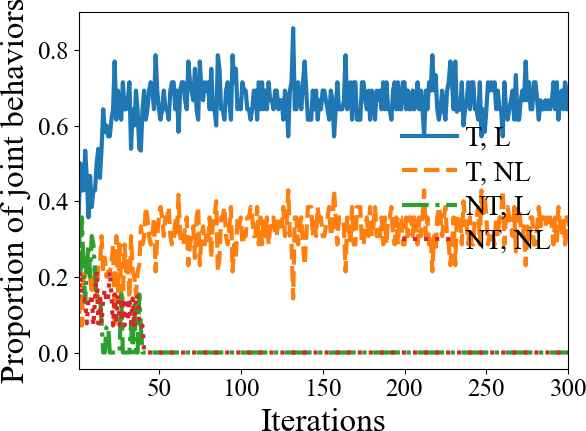 Proportion of joint behaviors
0.8
0.6
0.4
0.2
0.0
T, L
T, NL
NT, L
NT, NL
50
100
150
200
250
300
Iterations